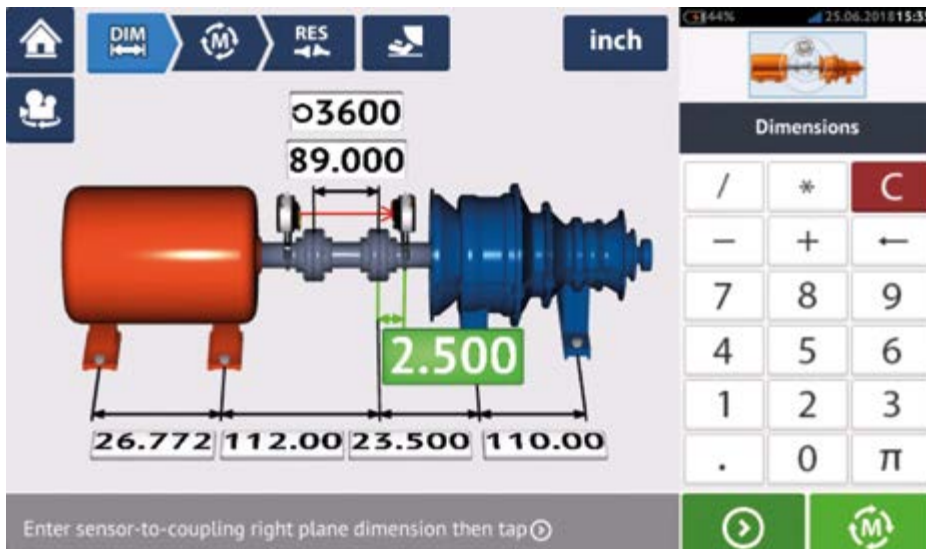 DIM
M
RES
inch
44%
25.06.2018 15:3
3600
89.000
Dimensions
/ * C
− + ←
7 8 9
4 5 6
1 2 3
. 0 π
2.500
26.772 112.00 23.500 110.00
Enter sensor-to-coupling right plane dimension then tap
M